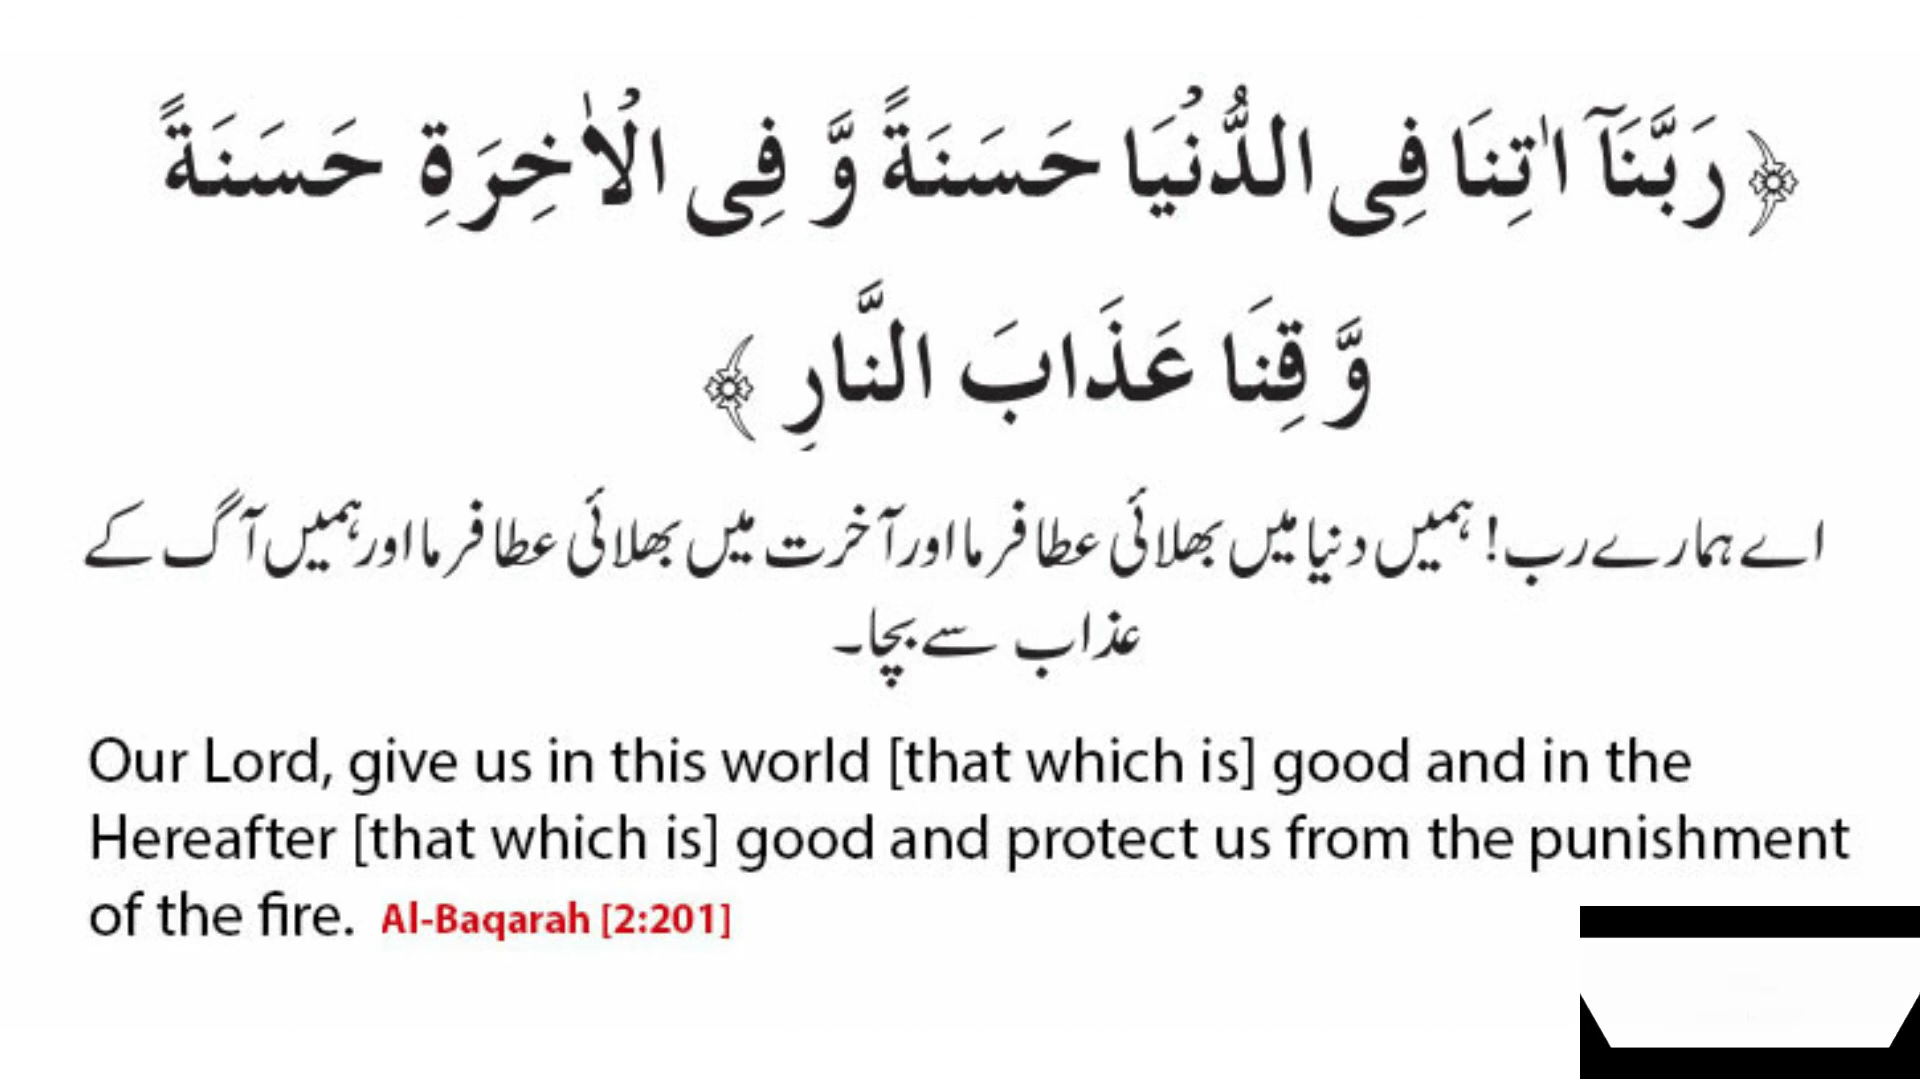 ﴿ رَبَّنَآ اٰتِنَا فِی الدُّنْیَا حَسَنَةً وَّ فِی الْاٰخِرَةِ حَسَنَةً
وَّ قِنَا عَذَابَ النَّارِ ﴾
اے ہمارے رب! ہمیں دنیا میں بھلائی عطا فرما اور آخرت میں بھلائی عطا فرما اور ہمیں آگ کے
عذاب سے بچا۔
Our Lord, give us in this world [that which is] good and in the
Hereafter [that which is] good and protect us from the punishment
of the fire. Al-Baqarah [2:201]